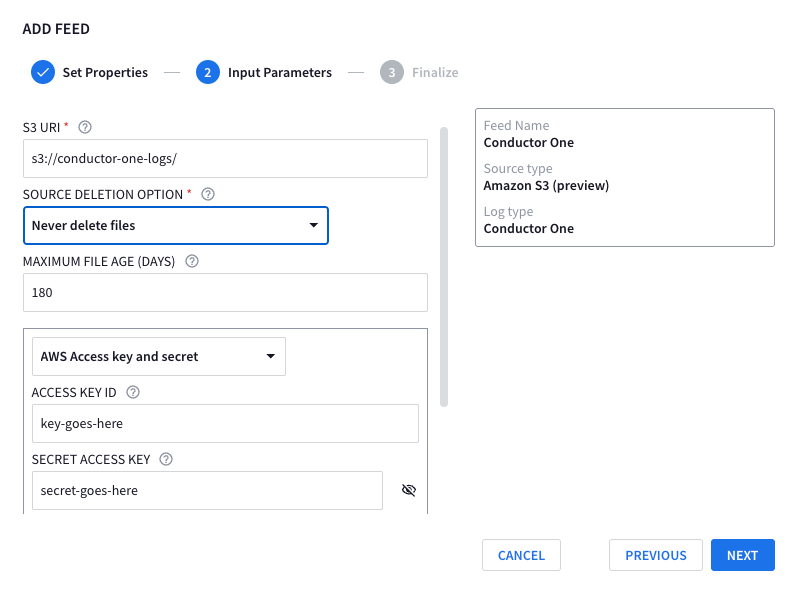 ADD FEED
Set Properties
2 Input Parameters
3 Finalize
S3 URI *
s3://conductor-one-logs/
SOURCE DELETION OPTION *
Never delete files
MAXIMUM FILE AGE (DAYS)
180
AWS Access key and secret
ACCESS KEY ID
key-goes-here
SECRET ACCESS KEY
secret-goes-here
Feed Name
Conductor One
Source type
Amazon S3 (preview)
Log type
Conductor One
CANCEL
PREVIOUS
NEXT